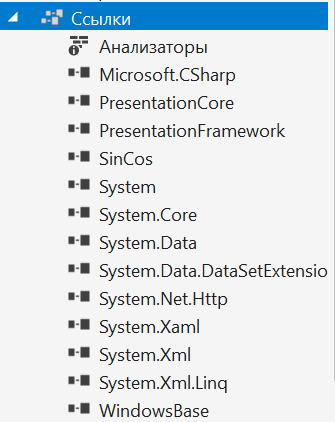 Ссылки
Анализаторы
Microsoft.CSharp
PresentationCore
PresentationFramework
SinCos
System
System.Core
System.Data
System.Data.DataSetExtensio
System.Net.Http
System.Xaml
System.Xml
System.Xml.Linq
WindowsBase